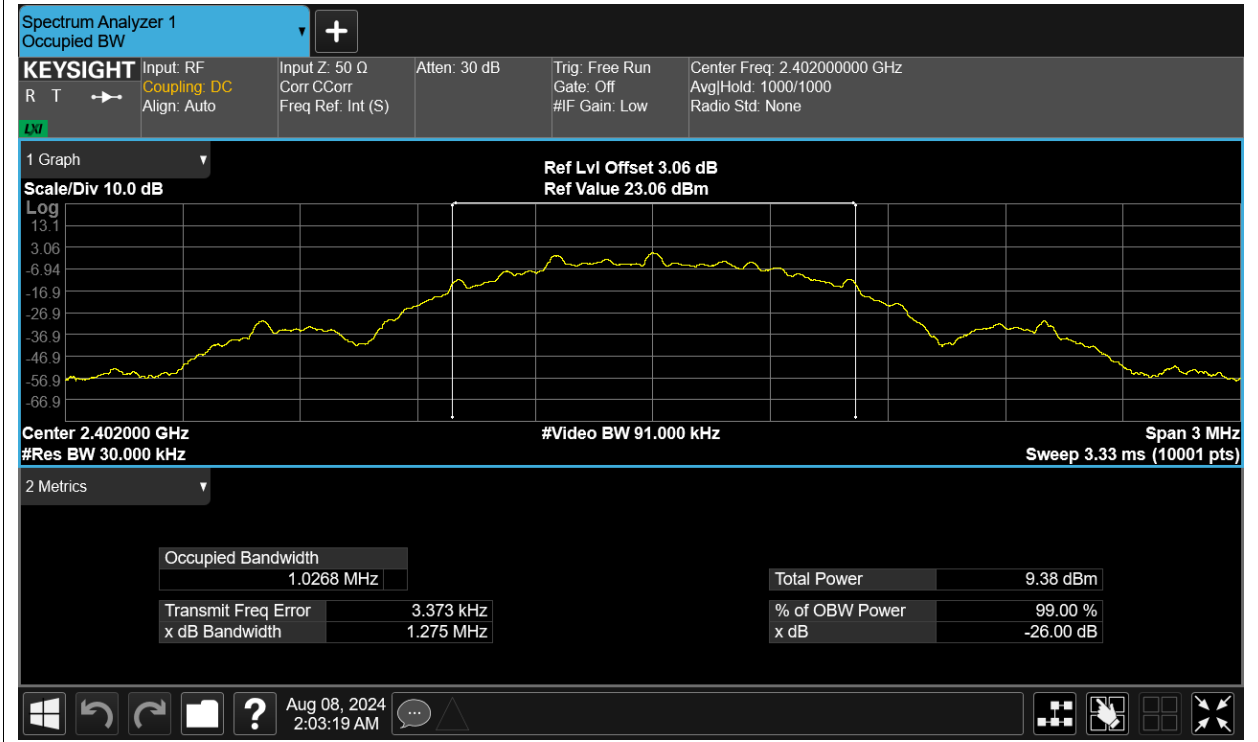 Spectrum Analyzer 1
Occupied BW
KEYSIGHT Input: RF Input Z: 50 Ω Atten: 30 dB Trig: Free Run Center Freq: 2.402000000 GHz
R T Coupling: DC Corr CCorr Gate: Off Avg|Hold: 1000/1000
Align: Auto Freq Ref: Int (S) #IF Gain: Low Radio Std: None
LXI
1 Graph Ref Lvl Offset 3.06 dB
Scale/Div 10.0 dB Ref Value 23.06 dBm
Log
13.1
3.06
-6.94
-16.9
-26.9
-36.9
-46.9
-56.9
-66.9
Center 2.402000 GHz #Video BW 91.000 kHz Span 3 MHz
#Res BW 30.000 kHz Sweep 3.33 ms (10001 pts)
2 Metrics
Occupied Bandwidth
1.0268 MHz Total Power 9.38 dBm
Transmit Freq Error 3.373 kHz % of OBW Power 99.00 %
x dB Bandwidth 1.275 MHz x dB -26.00 dB
? Aug 08, 2024
2:03:19 AM